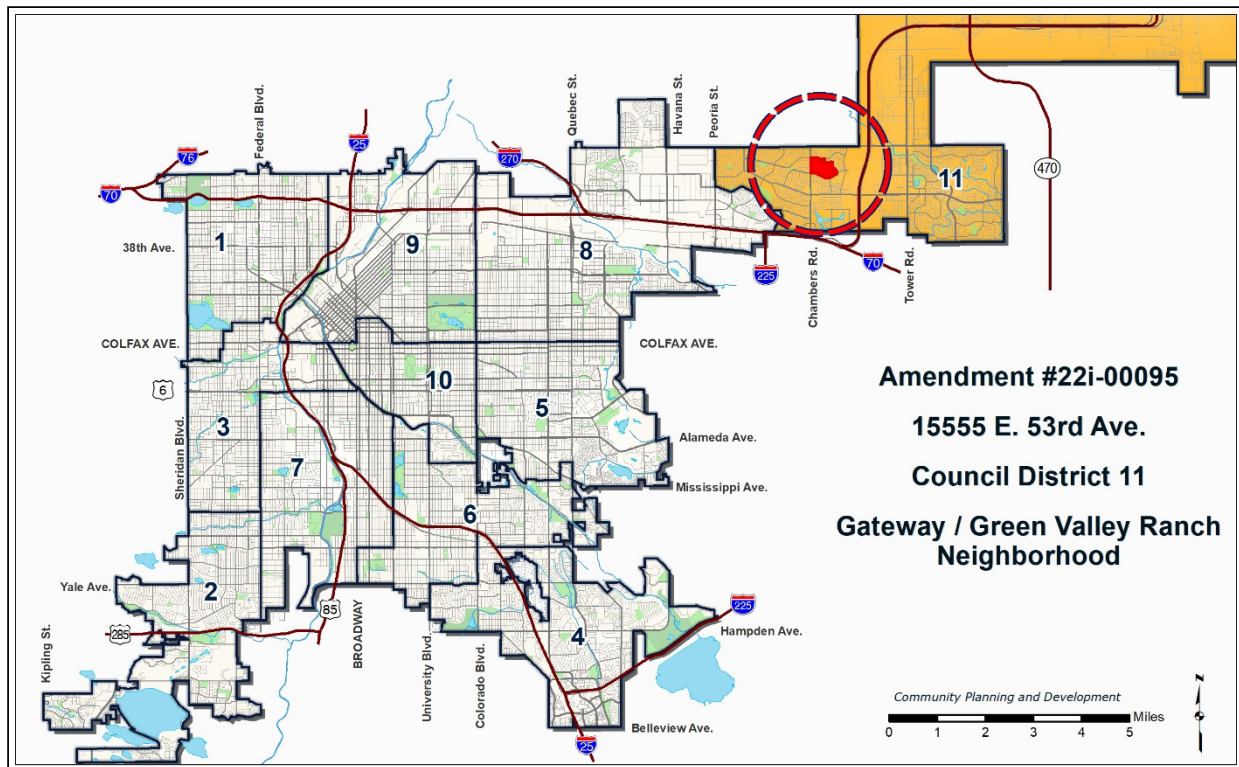 Federal Blvd.
Quebec St.
Havana St.
Peoria St.
76
25
270
70
470
11
1
9
8
38th Ave.
225
70
Chambers Rd.
Tower Rd.
COLFAX AVE.
COLFAX AVE.
6
10
Amendment #22i-00095
3
5
15555 E. 53rd Ave.
Sheridan Blvd.
Alameda Ave.
7
Council District 11
Mississippi Ave.
6
Gateway / Green Valley Ranch
Neighborhood
Yale Ave.
2
85
BROADWAY
225
285
University Blvd.
Colorado Blvd.
4
Hampden Ave.
Kipling St.
Community Planning and Development
Belleview Ave.
Miles
0 1 2 3 4 5
25
N